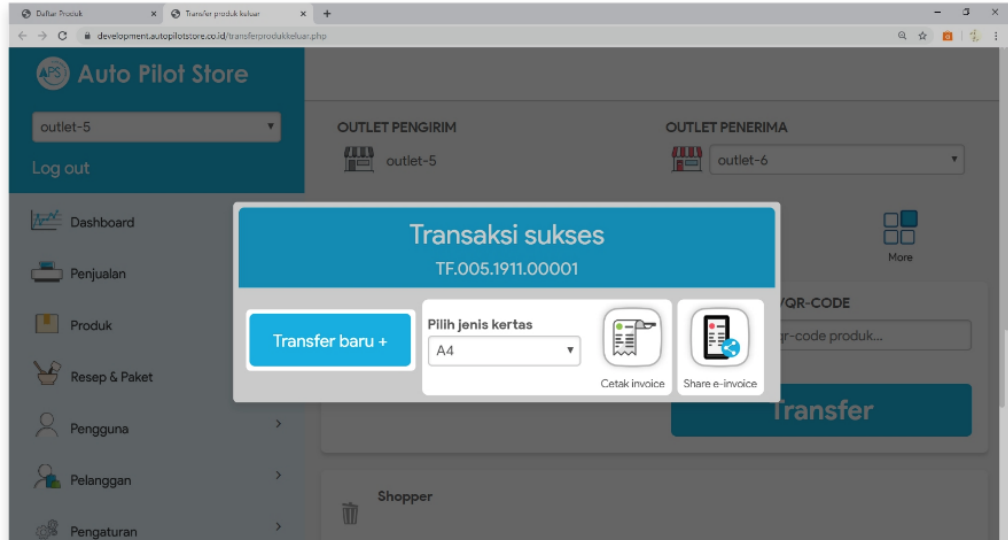 Daftar Produk
Transfer produk keluar
development.autopilotstore.co.id/transferprodukkeluar.php
APS
Auto Pilot Store
outlet-5
Log out
Dashboard
Penjualan
Produk
Resep & Paket
Pengguna
Pelanggan
Pengaturan
OUTLET PENGIRIM
outlet-5
OUTLET PENERIMA
outlet-6
More
Transaksi sukses
TF.005.1911.00001
Transfer baru +
Pilih jenis kertas
A4
Cetak invoice
Share e-invoice
/QR-CODE
qr-code produk...
Transfer
Shopper